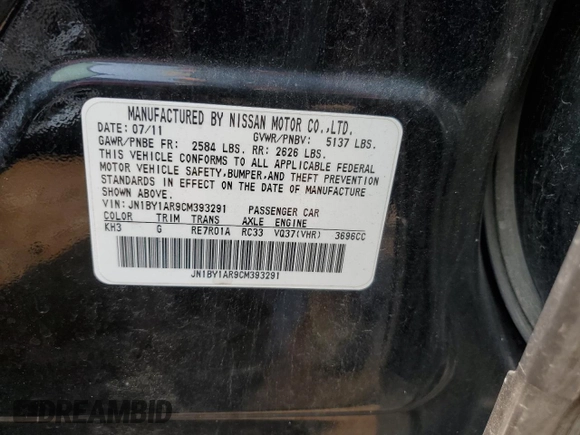 MANUFACTURED BY NISSAN MOTOR CO.,LTD.
DATE: 07/11 GVWR/PNBV: 5137 LBS.
GAWR/PNBE FR: 2584 LBS. RR: 2626 LBS.
THIS VEHICLE CONFORMS TO ALL APPLICABLE FEDERAL
MOTOR VEHICLE SAFETY,BUMPER,AND THEFT PREVENTION
STANDARDS IN EFFECT ON THE DATE OF MANUFACTURE
SHOWN ABOVE.
VIN: JN1BY1AR9CM393291 PASSENGER CAR
COLOR TRIM TRANS AXLE ENGINE
KH3 G RE7R01A RC33 VQ37(VHR) 3696CC
JN1BY1AR9CM393291
DREAMBID